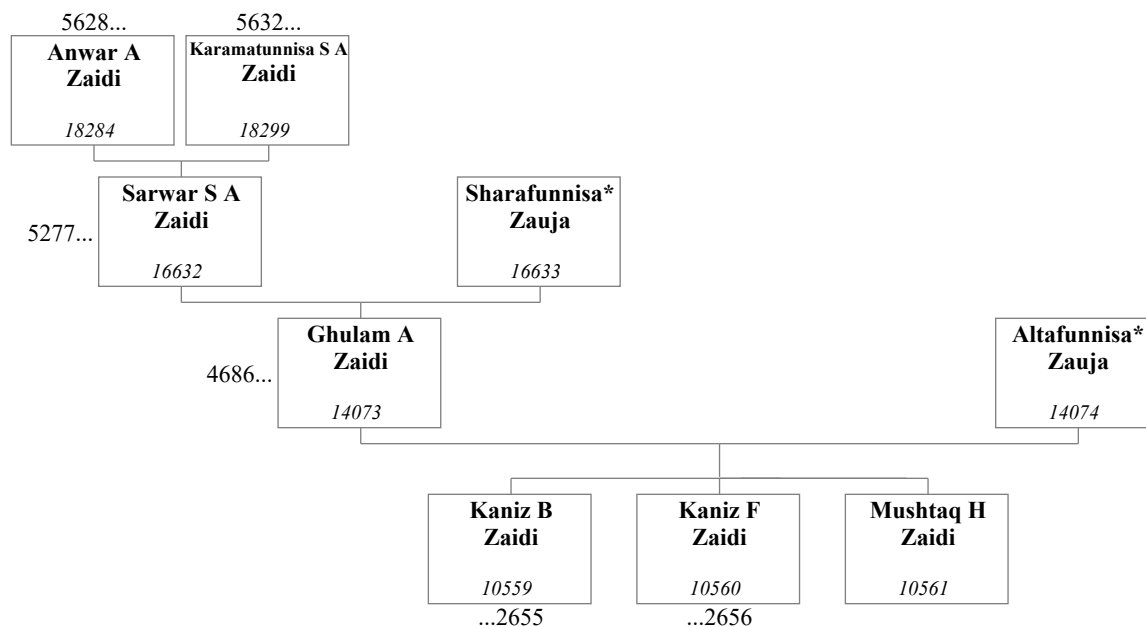 5628...
5632...
Anwar A
Zaidi
18284
Karamatunnisa S A
Zaidi
18299
5277...
Sarwar S A
Zaidi
16632
Sharafunnisa*
Zauja
16633
4686...
Ghulam A
Zaidi
14073
Altafunnisa*
Zauja
14074
Kaniz B
Zaidi
10559
...2655
Kaniz F
Zaidi
10560
...2656
Mushtaq H
Zaidi
10561